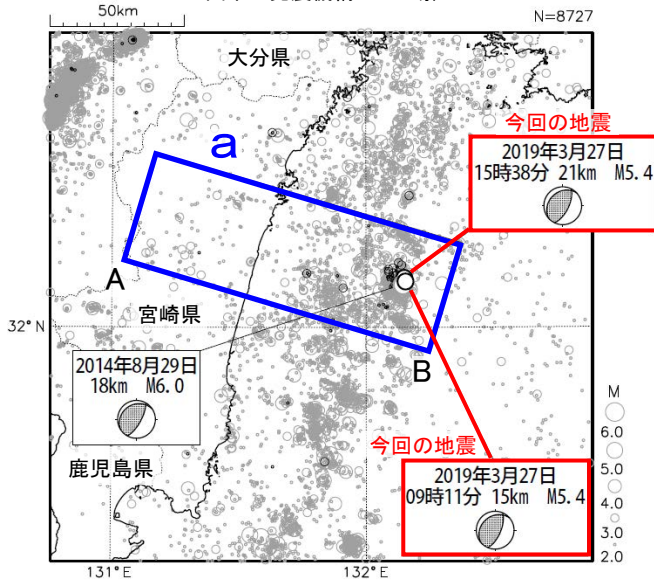 50km
N=8727
大分県
今回の地震
2019年3月27日
15時38分 21km M5.4
a
A
宮崎県
32°N
2014年8月29日
18km M6.0
B
M
6.0
5.0
4.0
3.0
2.0
今回の地震
2019年3月27日
09時11分 15km M5.4
鹿児島県
131°E
132°E